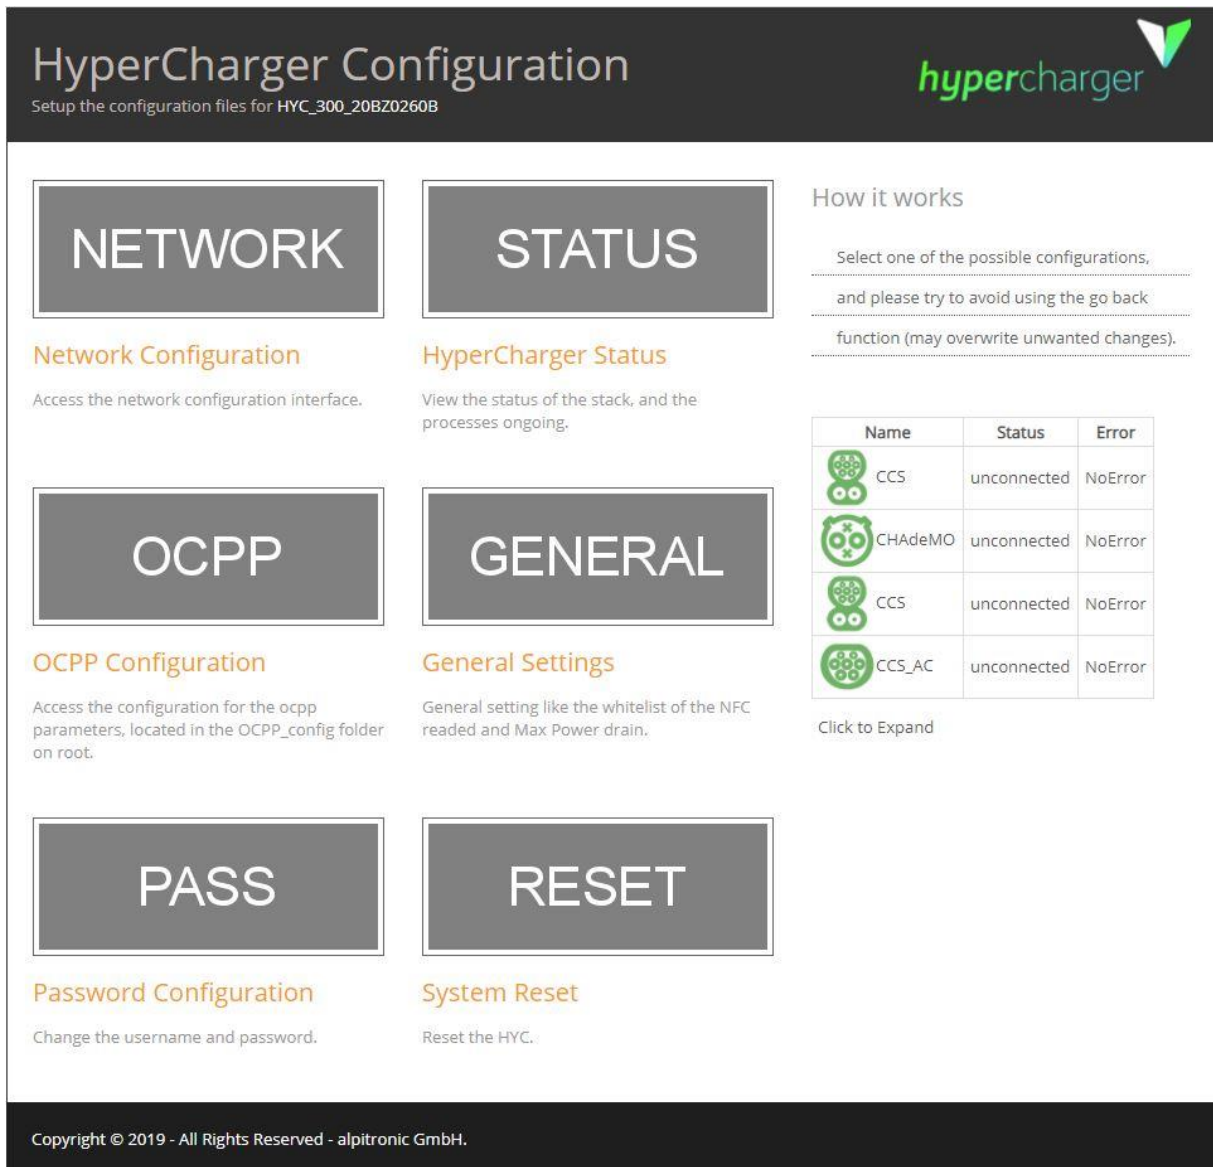 HyperCharger Configuration
Setup the configuration files for HYC_300_20BZ0260B
hypercharger
NETWORK
Network Configuration
Access the network configuration interface.
STATUS
HyperCharger Status
View the status of the stack, and the
processes ongoing.
OCPP
OCPP Configuration
Access the configuration for the ocpp
parameters, located in the OCPP_config folder
on root.
GENERAL
General Settings
General setting like the whitelist of the NFC
readed and Max Power drain.
PASS
Password Configuration
Change the username and password.
RESET
System Reset
Reset the HYC.
How it works
Select one of the possible configurations,
and please try to avoid using the go back
function (may overwrite unwanted changes).
Name Status Error
CCS unconnected NoError
CHAdeMO unconnected NoError
CCS unconnected NoError
CCS_AC unconnected NoError
Click to Expand
Copyright © 2019 - All Rights Reserved - alpitronic GmbH.